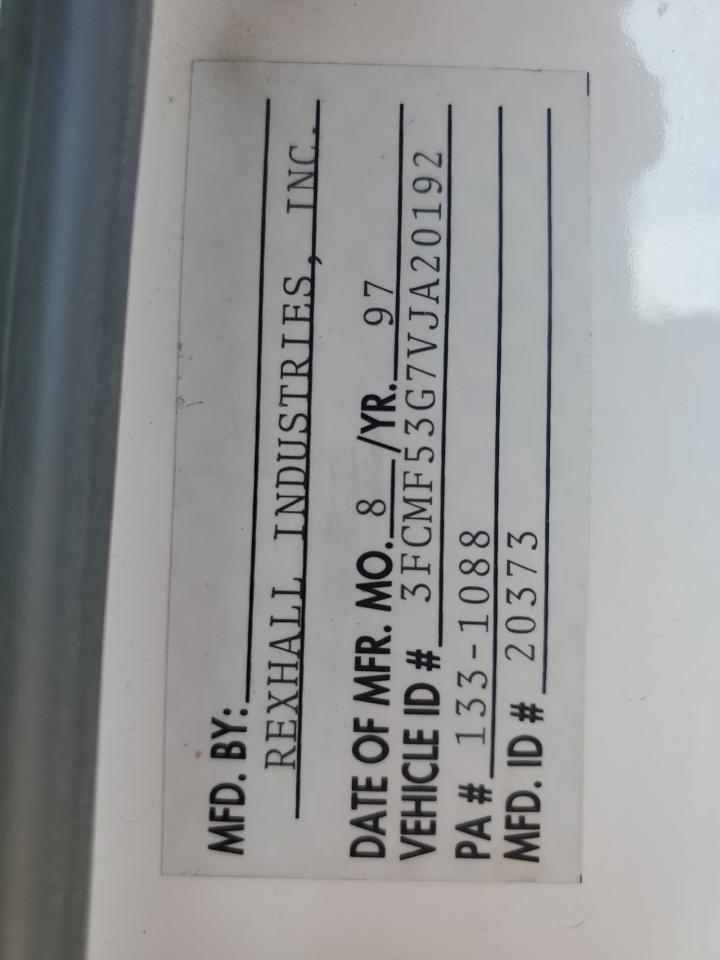 MFD. BY:
REXHALL INDUSTRIES, INC.
DATE OF MFR. MO. 8 /YR. 97
VEHICLE ID # 3FCMF53G7VJA20192
PA # 133-1088
MFD. ID # 20373